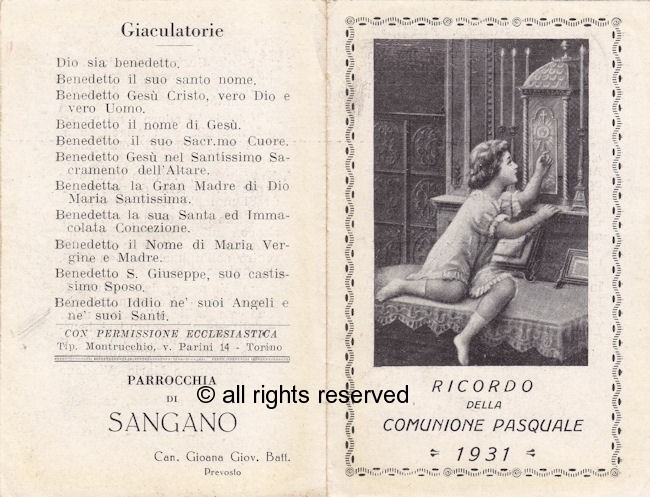 Giaculatorie
Dio sia benedetto.
Benedetto il suo santo nome.
Benedetto Gesù Cristo, vero Dio e
vero Uomo.
Benedetto il nome di Gesù.
Benedetto il suo Sacr.mo Cuore.
Benedetto Gesù nel Santissimo Sa-
cramento dell'Altare.
Benedetta la Gran Madre di Dio
Maria Santissima.
Benedetta la sua Santa ed Imma-
colata Concezione.
Benedetto il Nome di Maria Ver-
gine e Madre.
Benedetto S. Giuseppe, suo castis-
simo Sposo.
Benedetto Iddio ne' suoi Angeli e
ne' suoi Santi.
CON PERMISSIONE ECCLESIASTICA
Tip. Montrucchio, v. Parini 14 - Torino
PARROCCHIA
DI
SANGANO
Can. Gioana Giov. Batt.
Prevosto
© all rights reserved
RICORDO
DELLA
COMUNIONE PASQUALE
1931